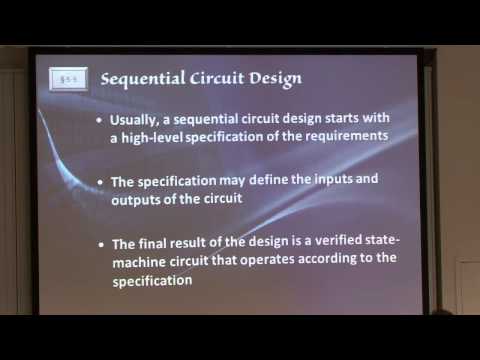 § 5-5
Sequential Circuit Design
• Usually, a sequential circuit design starts with
a high-level specification of the requirements
• The specification may define the inputs and
outputs of the circuit
• The final result of the design is a verified state-
machine circuit that operates according to the
specification